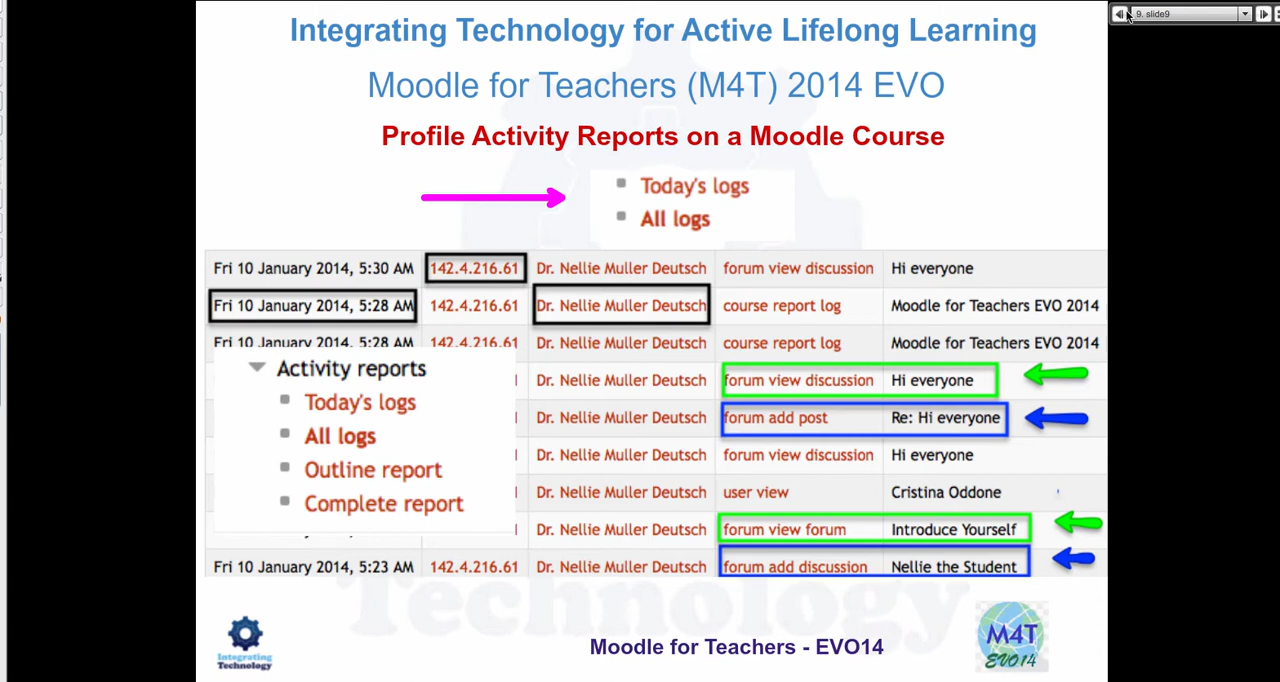 9. slide9
Integrating Technology for Active Lifelong Learning
Moodle for Teachers (M4T) 2014 EVO
Profile Activity Reports on a Moodle Course
Today's logs
All logs
Fri 10 January 2014, 5:30 AM 142.4.216.61 Dr. Nellie Muller Deutsch forum view discussion Hi everyone
Fri 10 January 2014, 5:28 AM 142.4.216.61 Dr. Nellie Muller Deutsch course report log Moodle for Teachers EVO 2014
Fri 10 January 2014, 5:28 AM 142.4.216.61 Dr. Nellie Muller Deutsch course report log Moodle for Teachers EVO 2014
Activity reports
Today's logs
All logs
Outline report
Complete report
Dr. Nellie Muller Deutsch forum view discussion Hi everyone
Dr. Nellie Muller Deutsch forum add post Re: Hi everyone
Dr. Nellie Muller Deutsch forum view discussion Hi everyone
Dr. Nellie Muller Deutsch user view Cristina Oddone
Dr. Nellie Muller Deutsch forum view forum Introduce Yourself
Fri 10 January 2014, 5:23 AM 142.4.216.61 Dr. Nellie Muller Deutsch forum add discussion Nellie the Student
Technology
Integrating
Technology
Moodle for Teachers - EVO14
M4T
EVO14